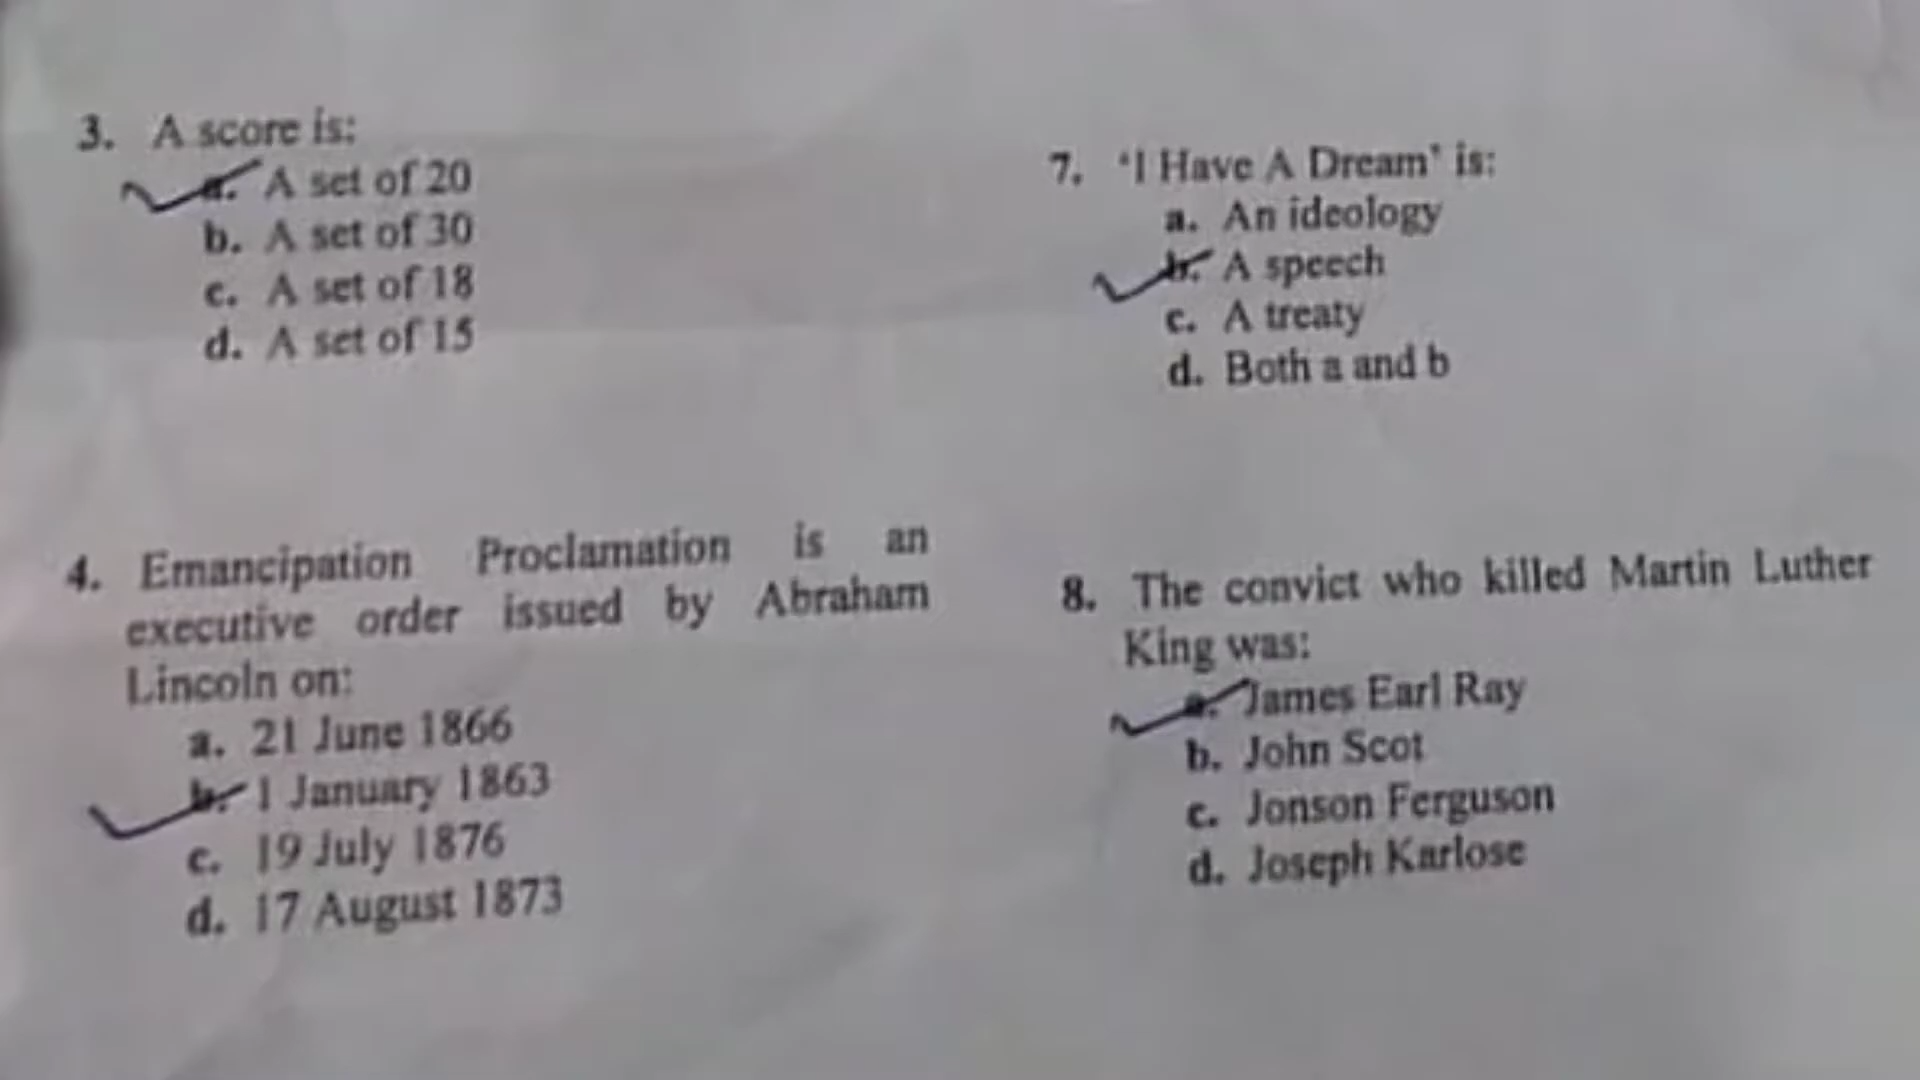 3. A score is:
a. A set of 20
b. A set of 30
c. A set of 18
d. A set of 15
4. Emancipation Proclamation is an
executive order issued by Abraham
Lincoln on:
a. 21 June 1866
b. 1 January 1863
c. 19 July 1876
d. 17 August 1873
7. 'I Have A Dream' is:
a. An ideology
b. A speech
c. A treaty
d. Both a and b
8. The convict who killed Martin Luther
King was:
a. James Earl Ray
b. John Scot
c. Jonson Ferguson
d. Joseph Karlose